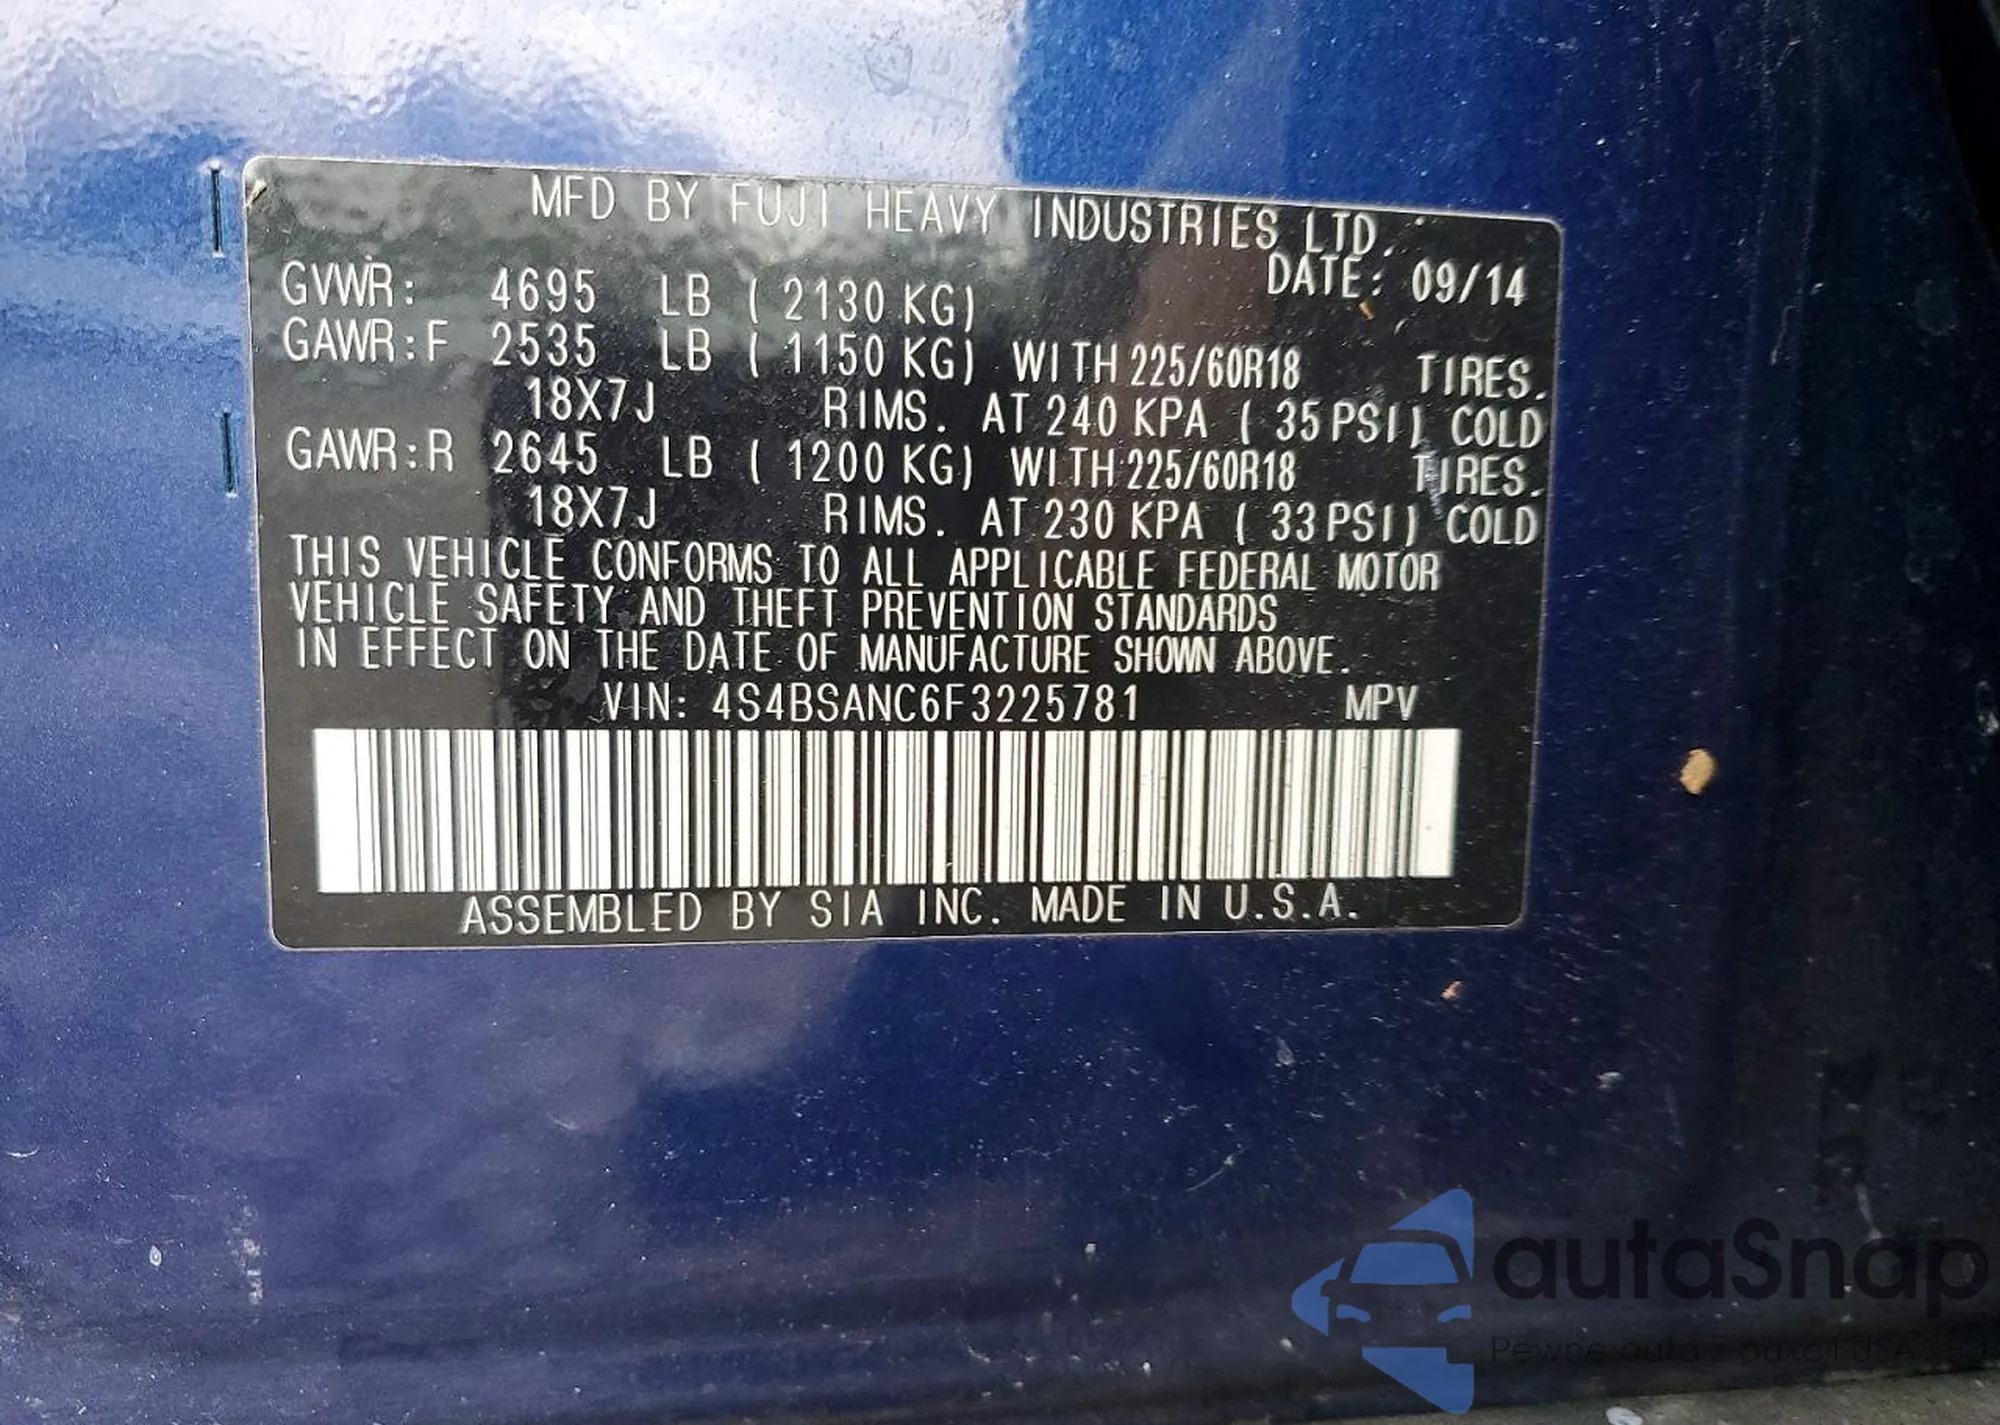 MFD BY FUJI HEAVY INDUSTRIES LTD.
DATE: 09/14
GVWR: 4695 LB ( 2130 KG)
GAWR:F 2535 LB ( 1150 KG) WITH 225/60R18 TIRES.
18X7J RIMS. AT 240 KPA ( 35 PSI) COLD
GAWR:R 2645 LB ( 1200 KG) WITH 225/60R18 TIRES.
18X7J RIMS. AT 230 KPA ( 33 PSI) COLD
THIS VEHICLE CONFORMS TO ALL APPLICABLE FEDERAL MOTOR
VEHICLE SAFETY AND THEFT PREVENTION STANDARDS
IN EFFECT ON THE DATE OF MANUFACTURE SHOWN ABOVE.
VIN: 4S4BSANC6F3225781 MPV
ASSEMBLED BY SIA INC. MADE IN U.S.A.
autaSnap
Pewne auta z